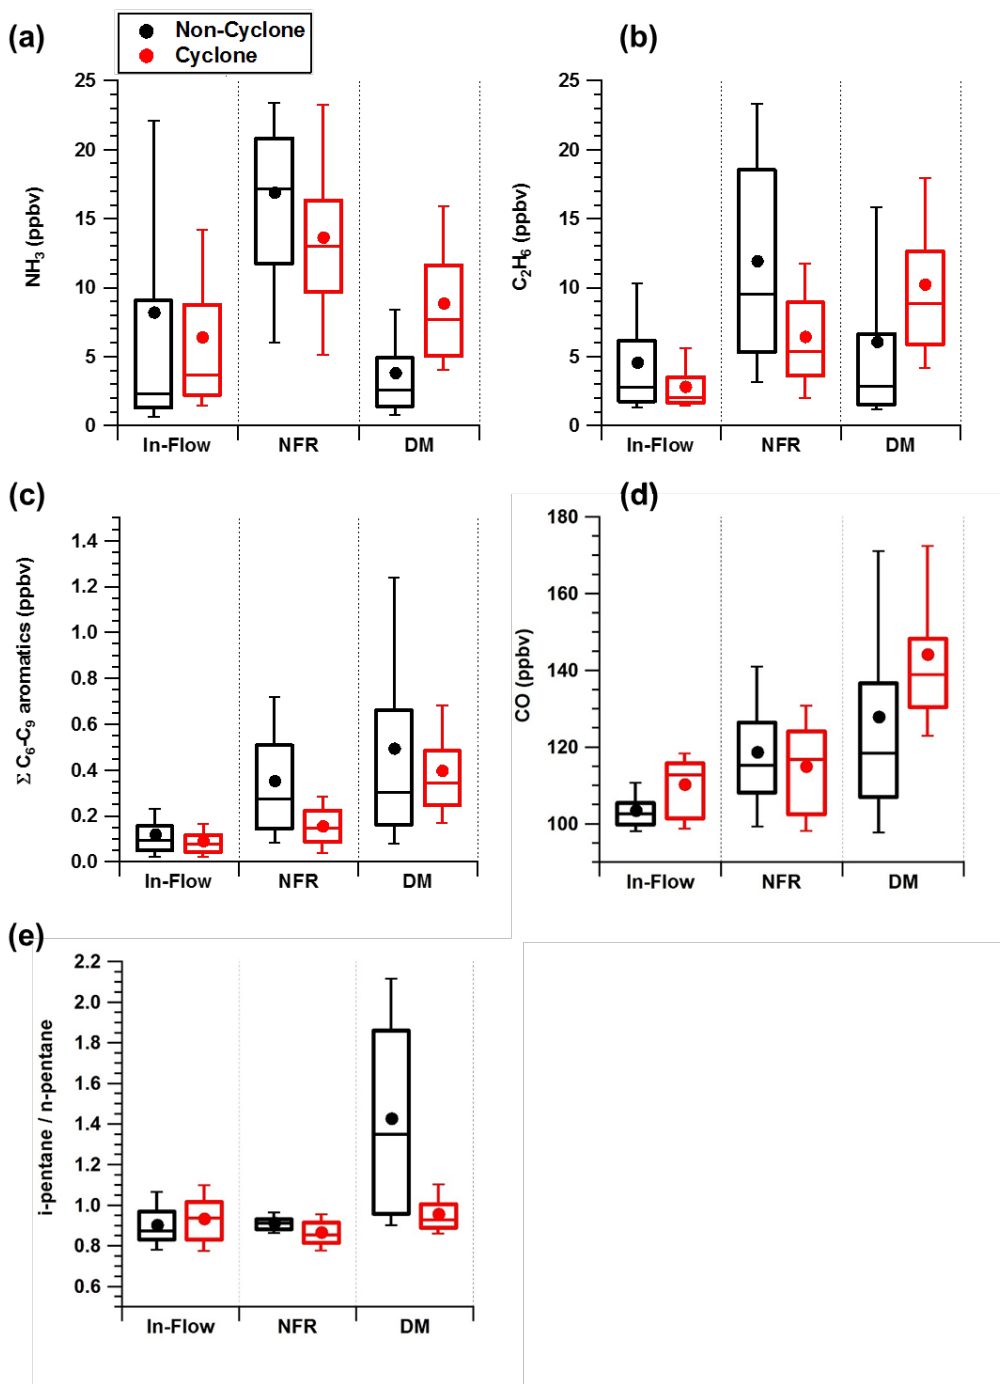 (a)
Non-Cyclone
Cyclone
NH3 (ppbv)
25
20
15
10
5
0
In-Flow NFR DM
(b)
C2H6 (ppbv)
25
20
15
10
5
0
In-Flow NFR DM
(c)
Σ C6-C9 aromatics (ppbv)
1.4
1.2
1.0
0.8
0.6
0.4
0.2
0.0
In-Flow NFR DM
(d)
CO (ppbv)
180
160
140
120
100
In-Flow NFR DM
(e)
i-pentane / n-pentane
2.2
2.0
1.8
1.6
1.4
1.2
1.0
0.8
0.6
In-Flow NFR DM